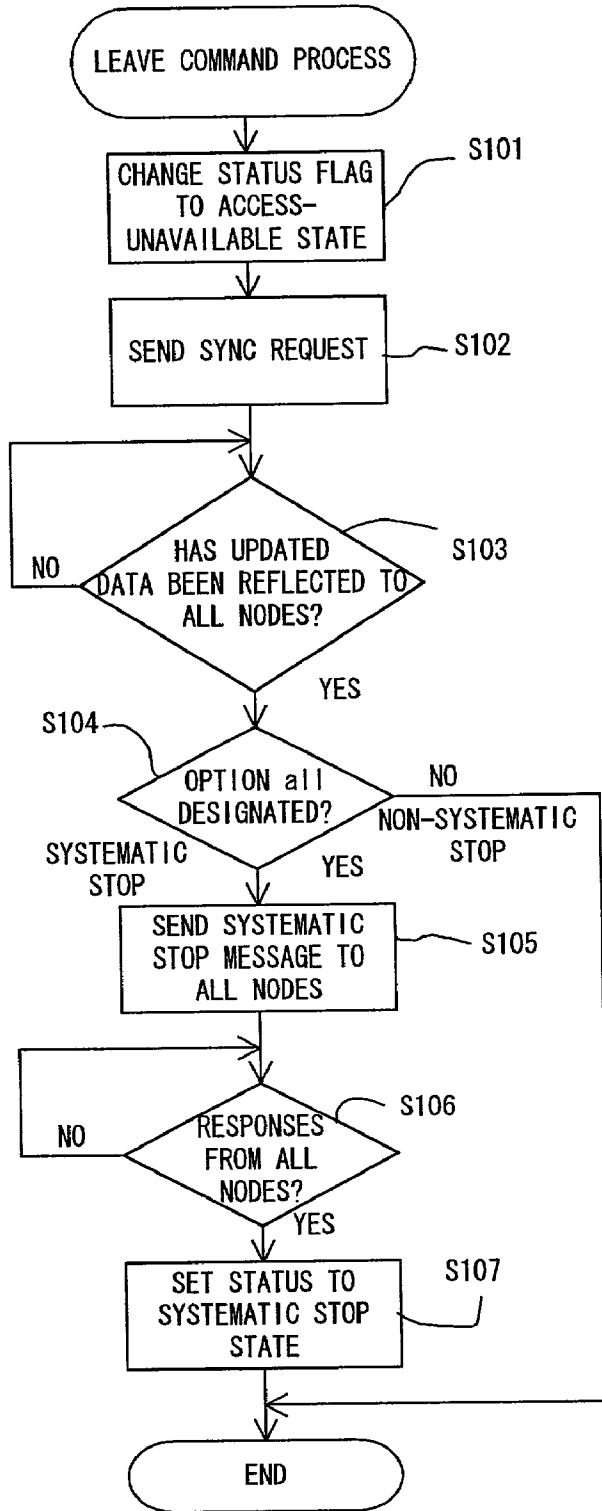 LEAVE COMMAND PROCESS
S101
CHANGE STATUS FLAG
TO ACCESS-
UNAVAILABLE STATE
SEND SYNC REQUEST
S102
S103
HAS UPDATED
DATA BEEN REFLECTED TO
ALL NODES?
NO
YES
S104
OPTION all
DESIGNATED?
NO
NON-SYSTEMATIC
STOP
SYSTEMATIC
STOP
YES
SEND SYSTEMATIC
STOP MESSAGE TO
ALL NODES
S105
S106
RESPONSES
FROM ALL
NODES?
NO
YES
S107
SET STATUS TO
SYSTEMATIC STOP
STATE
END